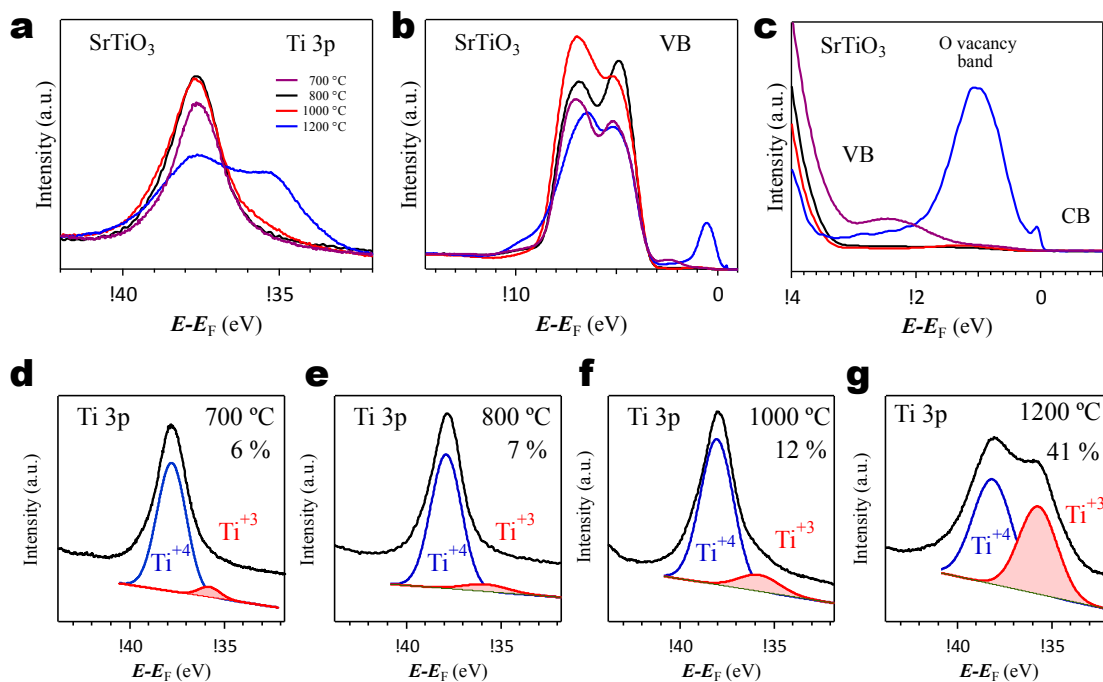 a
SrTiO3
Ti 3p
700 °C
800 °C
1000 °C
1200 °C
Intensity (a.u.)
!40
!35
E-EF (eV)
b
SrTiO3
VB
Intensity (a.u.)
!10
0
E-EF (eV)
c
SrTiO3
O vacancy
band
VB
CB
Intensity (a.u.)
!4
!2
0
E-EF (eV)
d
Ti 3p
700 ºC
6 %
Ti+3
Ti+4
Intensity (a.u.)
!40
!35
E-EF (eV)
e
Ti 3p
800 ºC
7 %
Ti+3
Ti+4
Intensity (a.u.)
!40
!35
E-EF (eV)
f
Ti 3p
1000 ºC
12 %
Ti+3
Ti+4
Intensity (a.u.)
!40
!35
E-EF (eV)
g
Ti 3p
1200 ºC
41 %
Ti+3
Ti+4
Intensity (a.u.)
!40
!35
E-EF (eV)